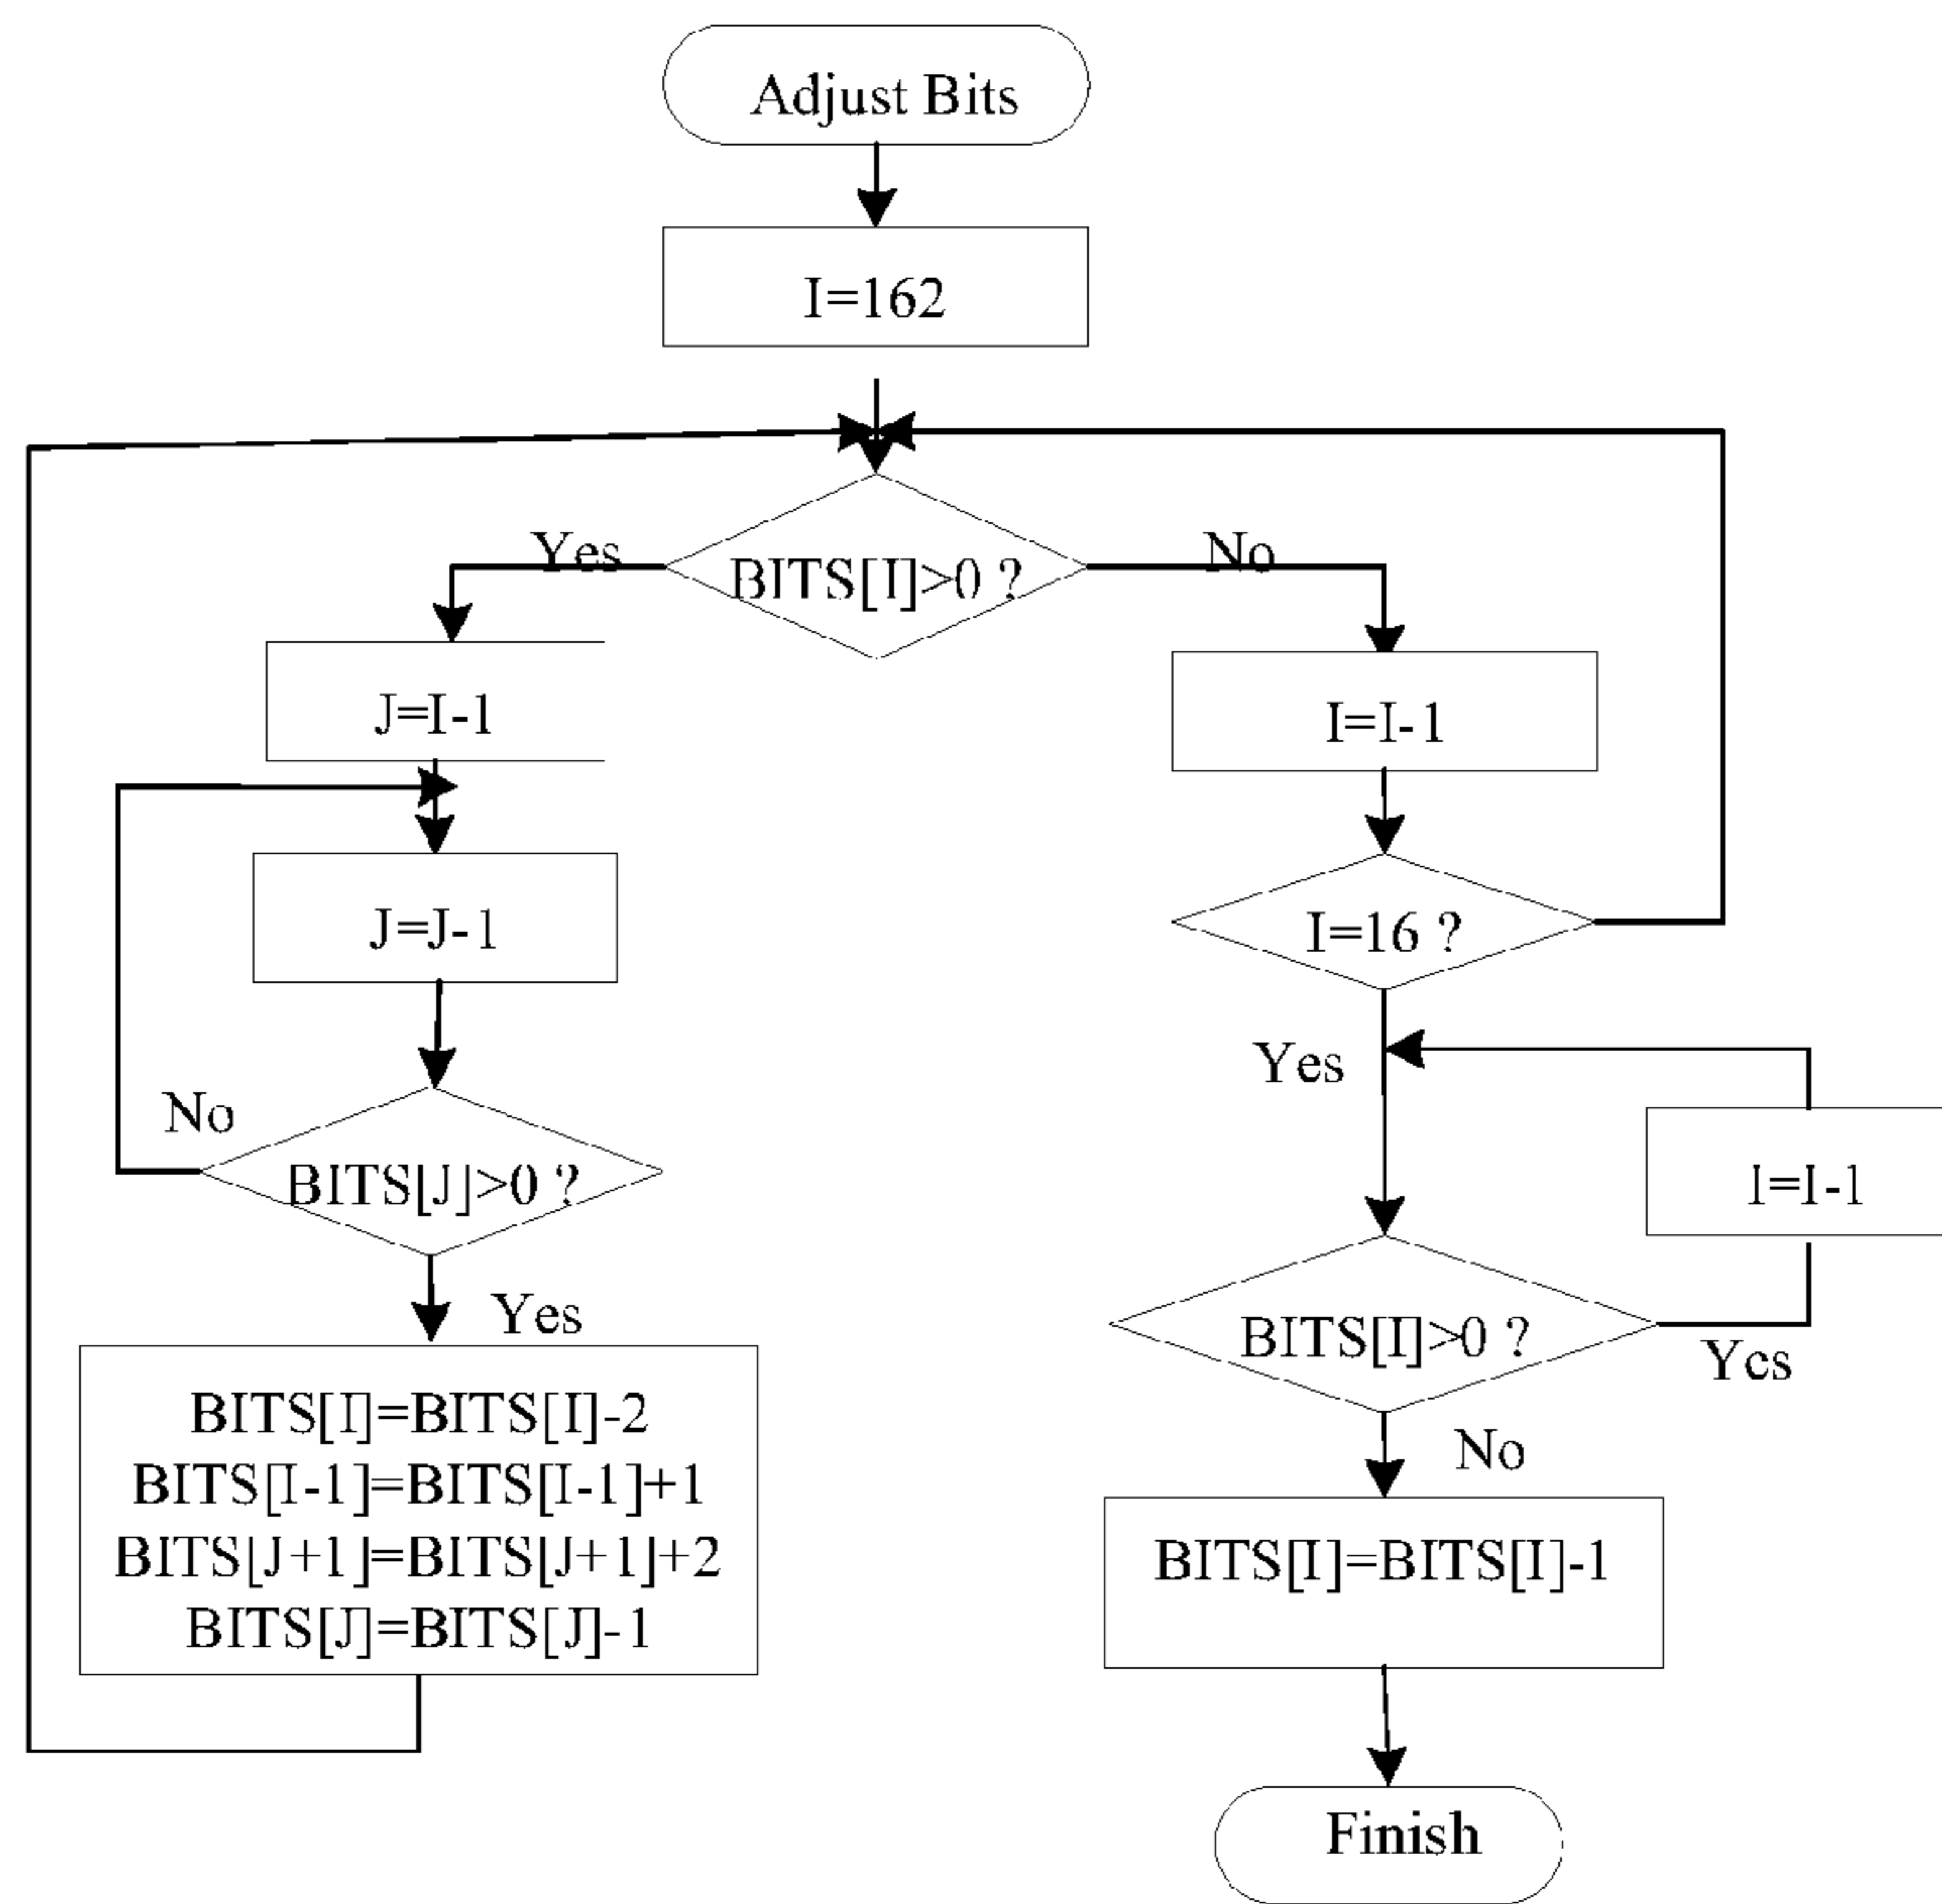 Adjust Bits
I=162
Yes
BITS[I]>0 ?
No
J=I-1
I=I-1
J=J-1
I=16 ?
No
BITS[J]>0 ?
Yes
I=I-1
Yes
BITS[I]>0 ?
Yes
BITS[I]=BITS[I]-2
BITS[I-1]=BITS[I-1]+1
BITS[J+1]=BITS[J+1]+2
BITS[J]=BITS[J]-1
No
BITS[I]=BITS[I]-1
Finish